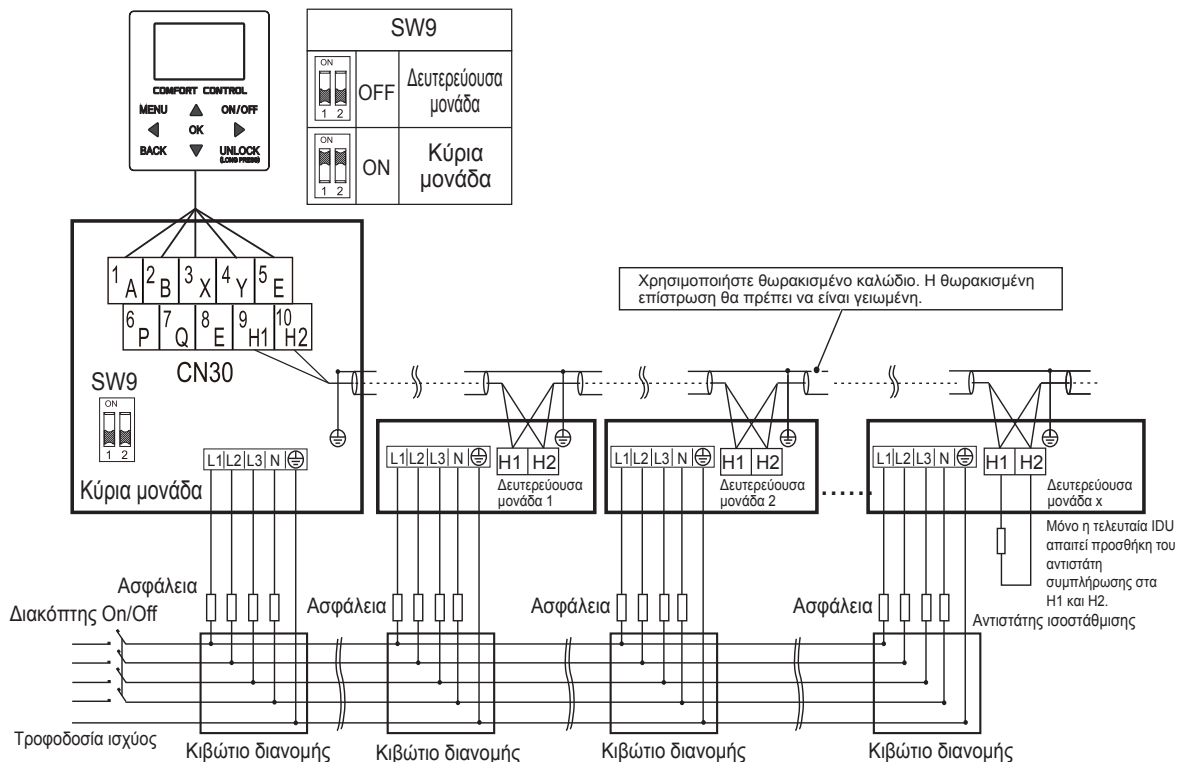 COMFORT CONTROL
MENU ON/OFF
OK
BACK UNLOCK
(LONG PRESS)
SW9
ON
1 2
OFF
Δευτερεύουσα
μονάδα
ON
1 2
ON
Κύρια
μονάδα
1 A 2 B 3 X 4 Y 5 E
6 P 7 Q 8 E 9 H1 10 H2
CN30
SW9
ON
1 2
Κύρια μονάδα
L1 L2 L3 N
Χρησιμοποιήστε θωρακισμένο καλώδιο. Η θωρακισμένη
επίστρωση θα πρέπει να είναι γειωμένη.
L1 L2 L3 N
H1 H2
Δευτερεύουσα
μονάδα 1
L1 L2 L3 N
H1 H2
Δευτερεύουσα
μονάδα 2
L1 L2 L3 N
H1 H2
Δευτερεύουσα
μονάδα x
Μόνο η τελευταία IDU
απαιτεί προσθήκη του
αντιστάτη
συμπλήρωσης στα
H1 και H2.
Αντιστάτης ισοστάθμισης
Ασφάλεια
Ασφάλεια
Ασφάλεια
Ασφάλεια
Διακόπτης On/Off
Τροφοδοσία ισχύος
Κιβώτιο διανομής
Κιβώτιο διανομής
Κιβώτιο διανομής
Κιβώτιο διανομής